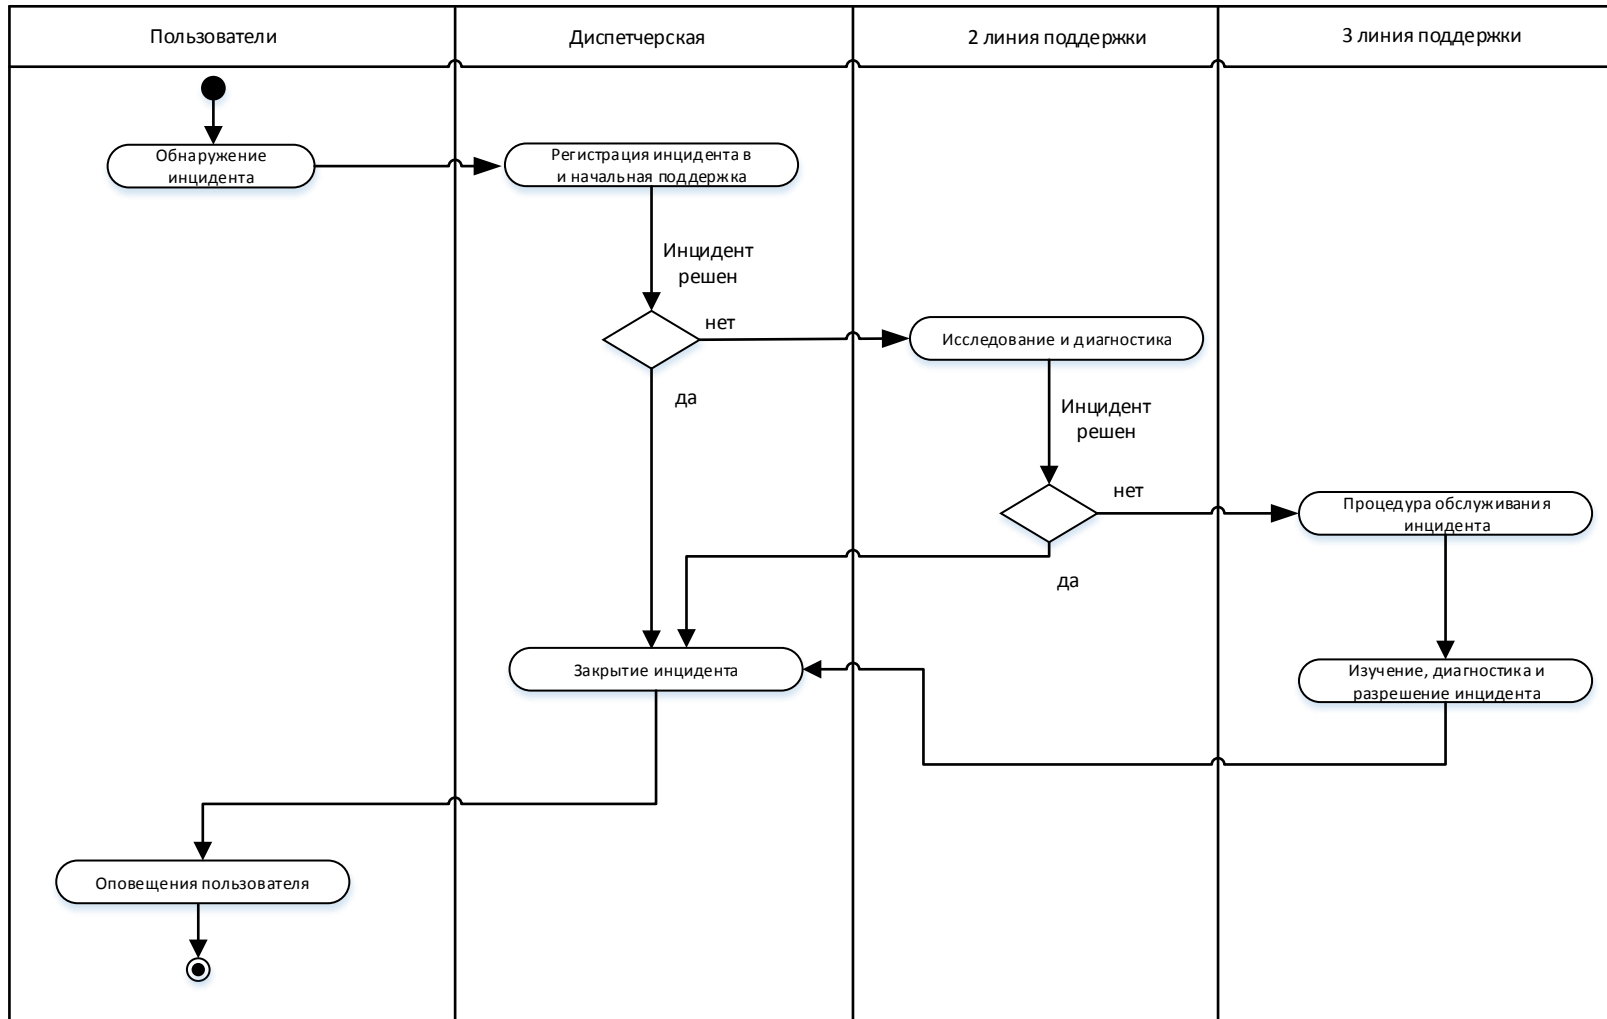 Пользователи
Диспетчерская
2 линия поддержки
3 линия поддержки
Обнаружение
инцидента
Регистрация инцидента в
и начальная поддержка
Инцидент
решен
нет
Исследование и диагностика
да
Инцидент
решен
нет
Процедура обслуживания
инцидента
да
Закрытие инцидента
Изучение, диагностика и
разрешение инцидента
Оповещения пользователя